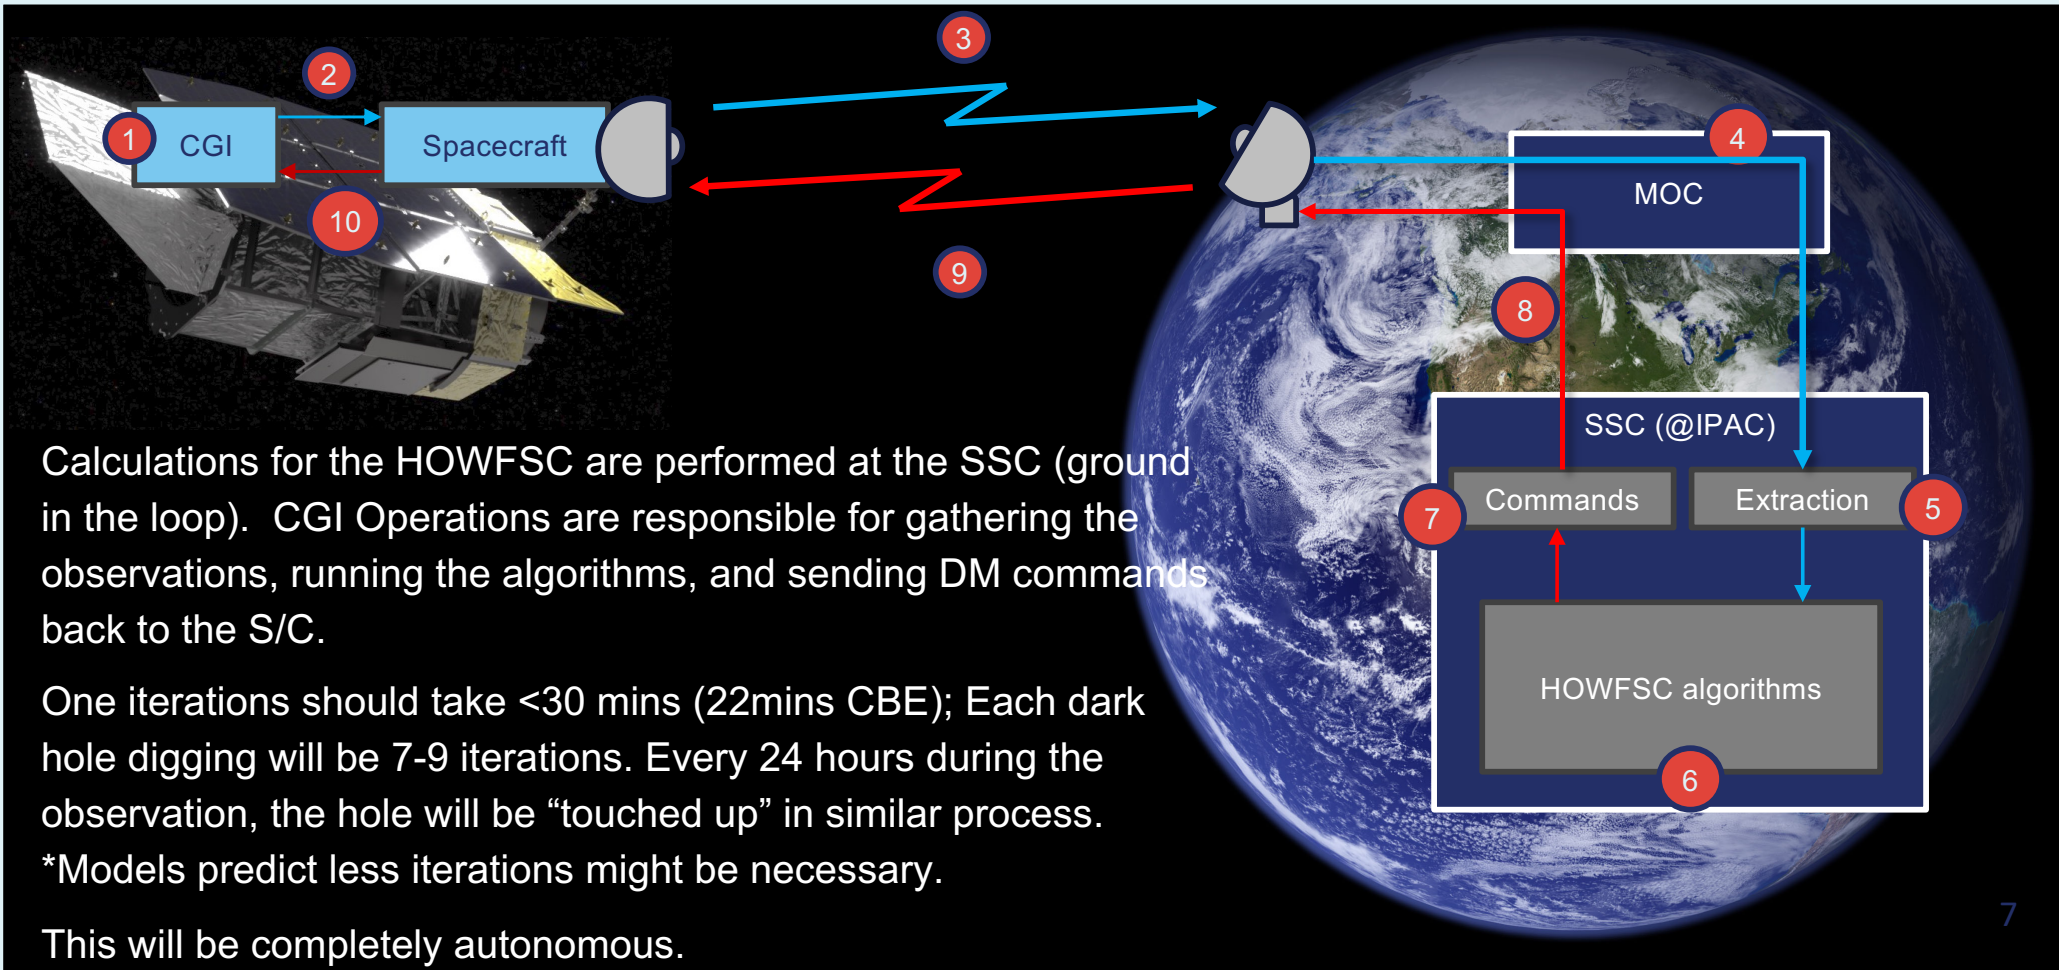 3
2
4
1
CGI
Spacecraft
MOC
10
9
8
SSC (@IPAC)
7
Commands
Extraction
5
HOWFSC algorithms
6
Calculations for the HOWFSC are performed at the SSC (ground
in the loop).  CGI Operations are responsible for gathering the
observations, running the algorithms, and sending DM commands
back to the S/C.
One iterations should take <30 mins (22mins CBE); Each dark
hole digging will be 7-9 iterations. Every 24 hours during the
observation, the hole will be “touched up” in similar process.
*Models predict less iterations might be necessary.
This will be completely autonomous.
7